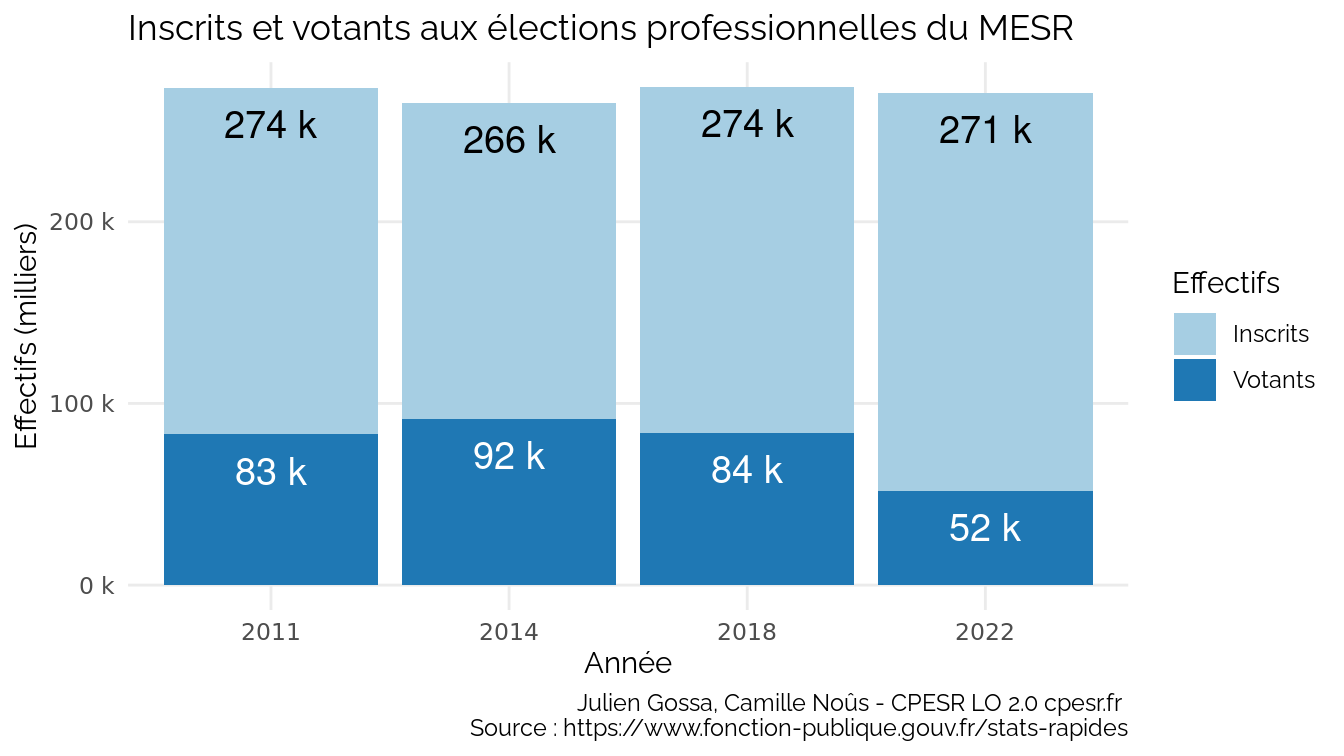 Inscrits et votants aux élections professionnelles du MESR
274 k
266 k
274 k
271 k
83 k
92 k
84 k
52 k
200 k
100 k
0 k
Effectifs (milliers)
2011
2014
2018
2022
Année
Effectifs
Inscrits
Votants
Julien Gossa, Camille Noûs - CPESR LO 2.0 cpesr.fr
Source : https://www.fonction-publique.gouv.fr/stats-rapides